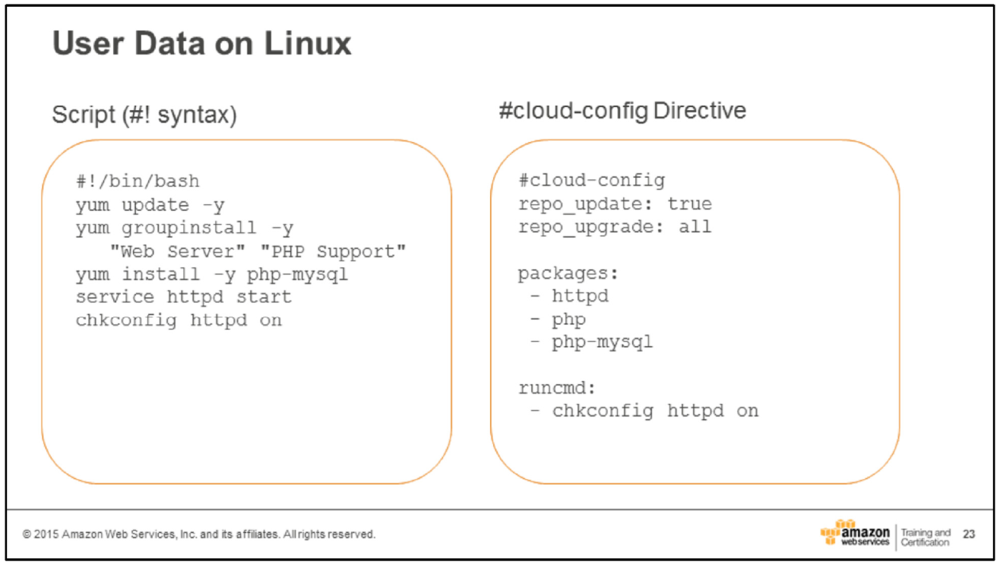 User Data on Linux
Script (#! syntax)
#!/bin/bash
yum update -y
yum groupinstall -y
"Web Server" "PHP Support"
yum install -y php-mysql
service httpd start
chkconfig httpd on
#cloud-config Directive
#cloud-config
repo_update: true
repo_upgrade: all
packages:
- httpd
- php
- php-mysql
runcmd:
- chkconfig httpd on
© 2015 Amazon Web Services, Inc. and its affiliates. All rights reserved.
amazon
webservices
Training and
Certification
23